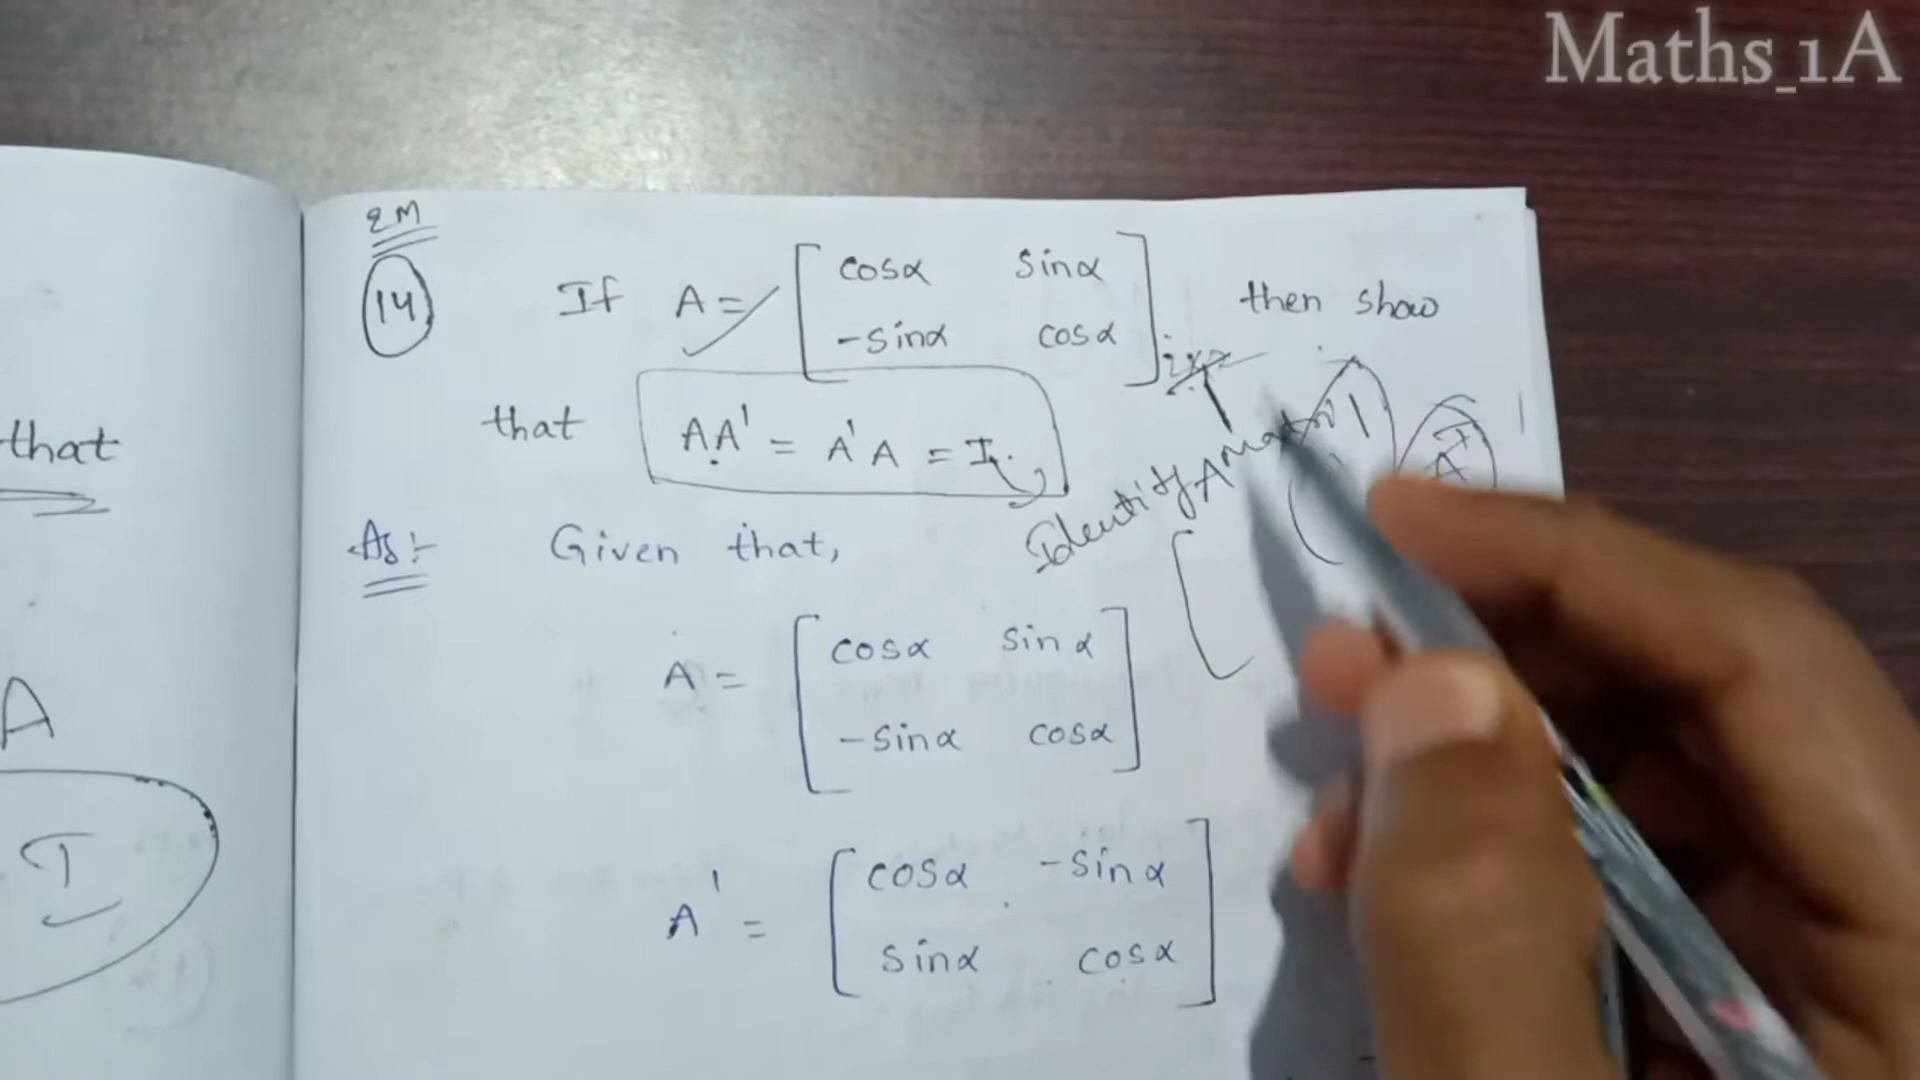 Maths_1A
2M
14 If A = [ cosα sinα
-sinα cosα ] then show
that AA' = A'A = I.
Identity
As:- Given that,
A = [ cosα sinα
-sinα cosα ]
A' = [ cosα -sinα
sinα cosα ]
that
A
I